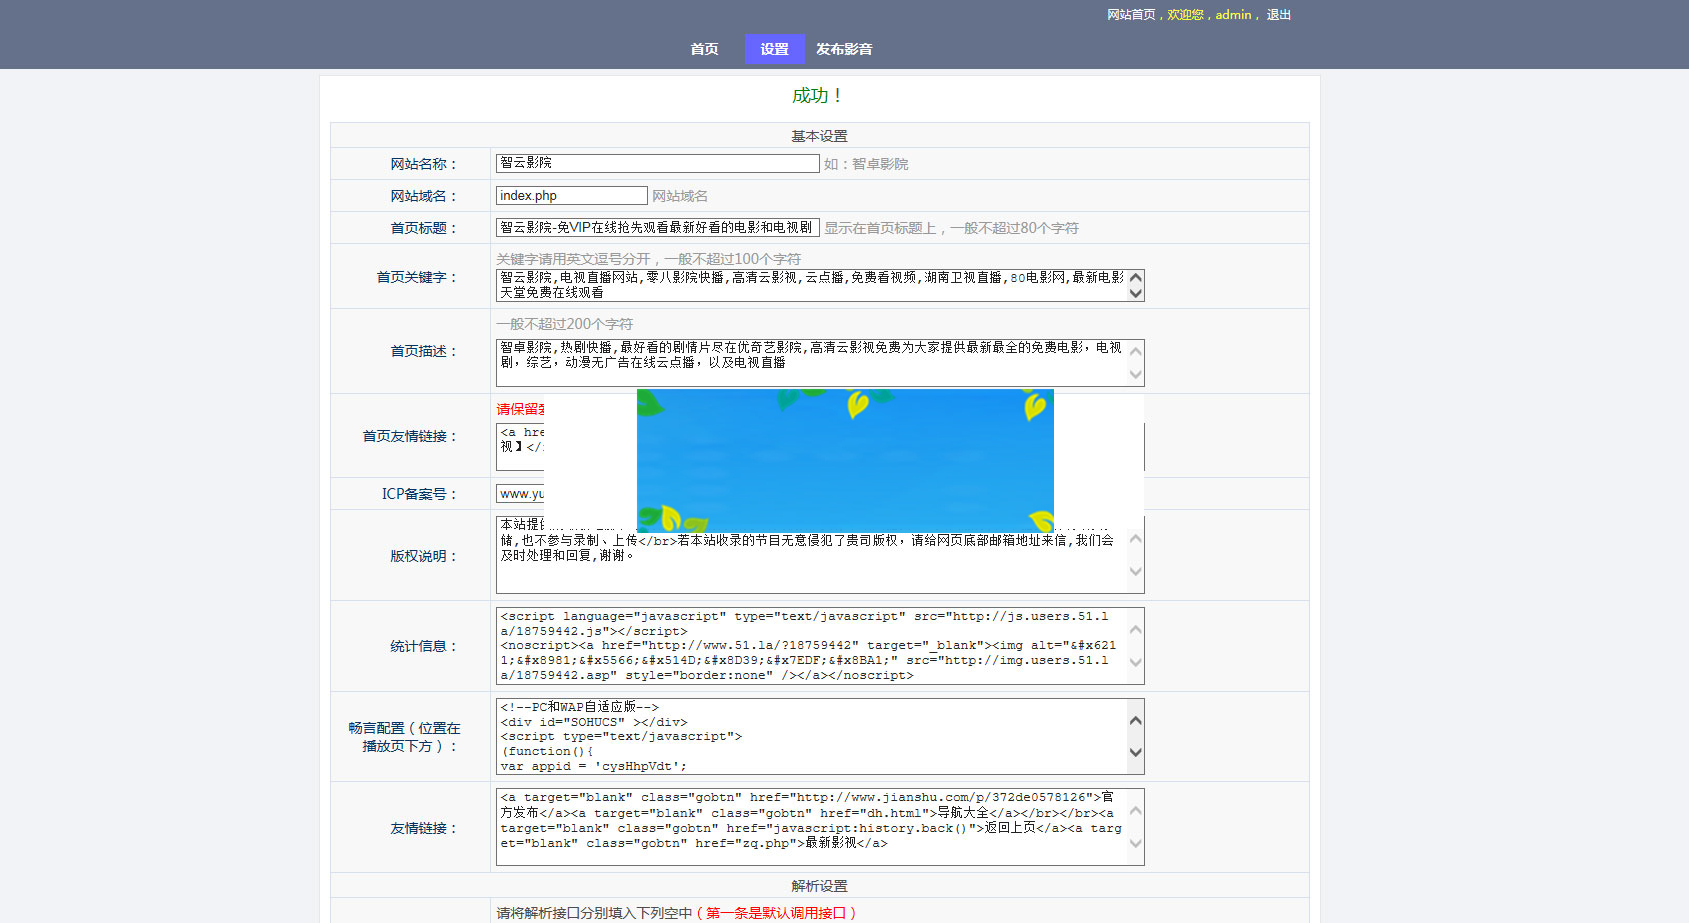 网站首页，欢迎您，admin， 退出
首页 设置 发布影音
成功！
基本设置
网站名称： 智云影院 如：智卓影院
网站域名： index.php 网站域名
首页标题： 智云影院-免VIP在线抢先观看最新好看的电影和电视剧 显示在首页标题上，一般不超过80个字符
关键字请用英文逗号分开，一般不超过100个字符
首页关键字：
智云影院,电视直播网站,零八影院快播,高清云影视,云点播,免费看视频,湖南卫视直播,80电影网,最新电影
天堂免费在线观看
一般不超过200个字符
首页描述：
智卓影院,热剧快播,最好看的剧情片尽在优奇艺影院,高清云影视免费为大家提供最新最全的免费电影，电视
剧，综艺，动漫无广告在线云点播，以及电视直播
请保留
首页友情链接：
<a hre
视】</
ICP备案号： www.yu
本站提
版权说明：
储,也不参与录制、上传</br>若本站收录的节目无意侵犯了贵司版权，请给网页底部邮箱地址来信,我们会
及时处理和回复,谢谢。
统计信息：
<script language="javascript" type="text/javascript" src="http://js.users.51.l
a/18759442.js"></script>
<noscript><a href="http://www.51.la/?18759442" target="_blank"><img alt="&#x621
1;&#x8981;&#x5566;&#x514D;&#x8D39;&#x7EDF;&#x8BA1;" src="http://img.users.51.l
a/18759442.asp" style="border:none" /></a></noscript>
畅言配置（位置在
播放页下方）：
<!--PC和WAP自适应版-->
<div id="SOHUCS" ></div>
<script type="text/javascript">
(function(){
var appid = 'cysHhpVdt';
友情链接：
<a target="blank" class="gobtn" href="http://www.jianshu.com/p/372de0578126">官
方发布</a><a target="blank" class="gobtn" href="dh.html">导航大全</a></br></br><a
target="blank" class="gobtn" href="javascript:history.back()">返回上页</a><a targ
et="blank" class="gobtn" href="zq.php">最新影视</a>
解析设置
请将解析接口分别填入下列空中（第一条是默认调用接口）